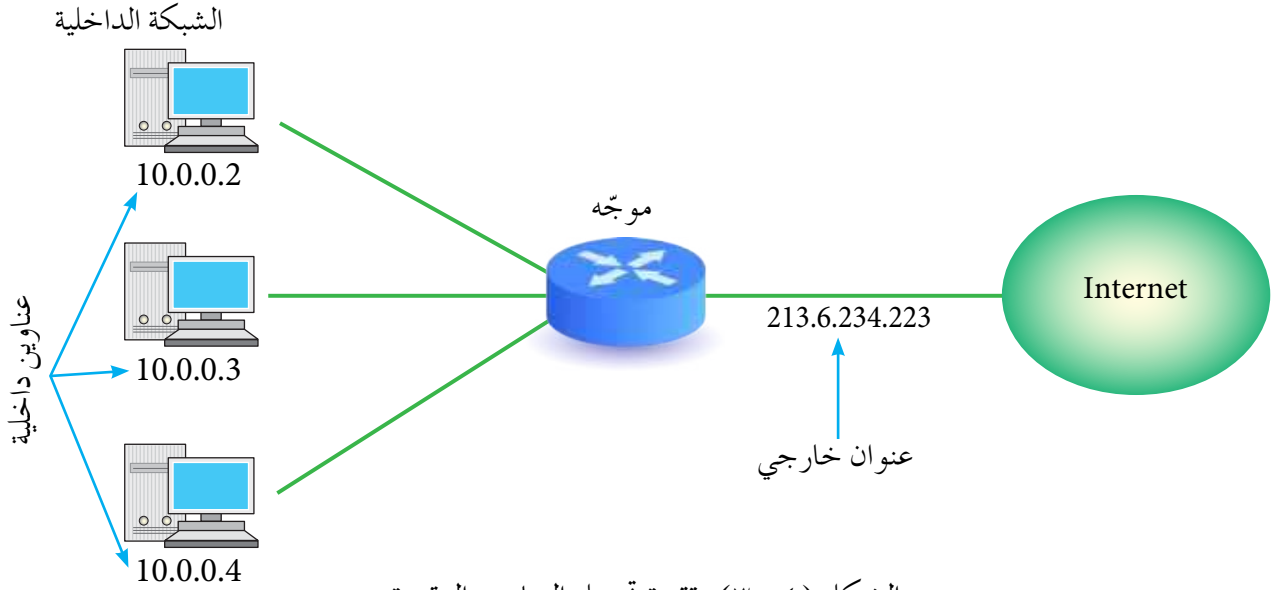 الشبكة الداخلية
10.0.0.2
موجّه
Internet
213.6.234.223
10.0.0.3
عناوين داخلية
عنوان خارجي
10.0.0.4